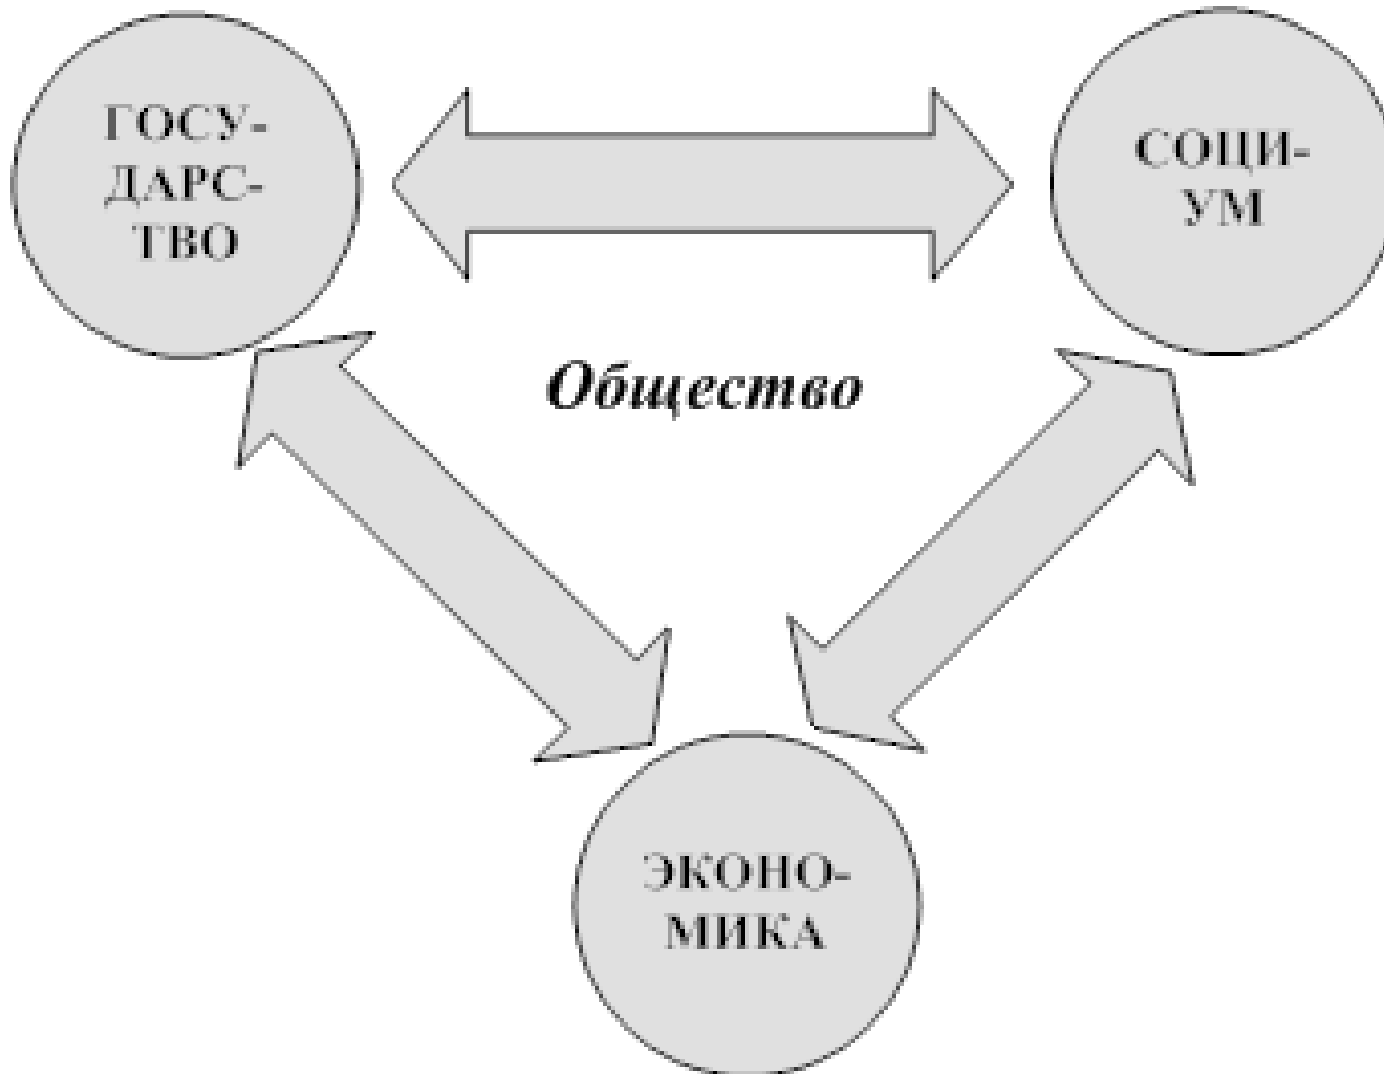 ГОСУ-
ДАРС-
ТВО
СОЦИ-
УМ
Общество
ЭКОНО-
МИКА